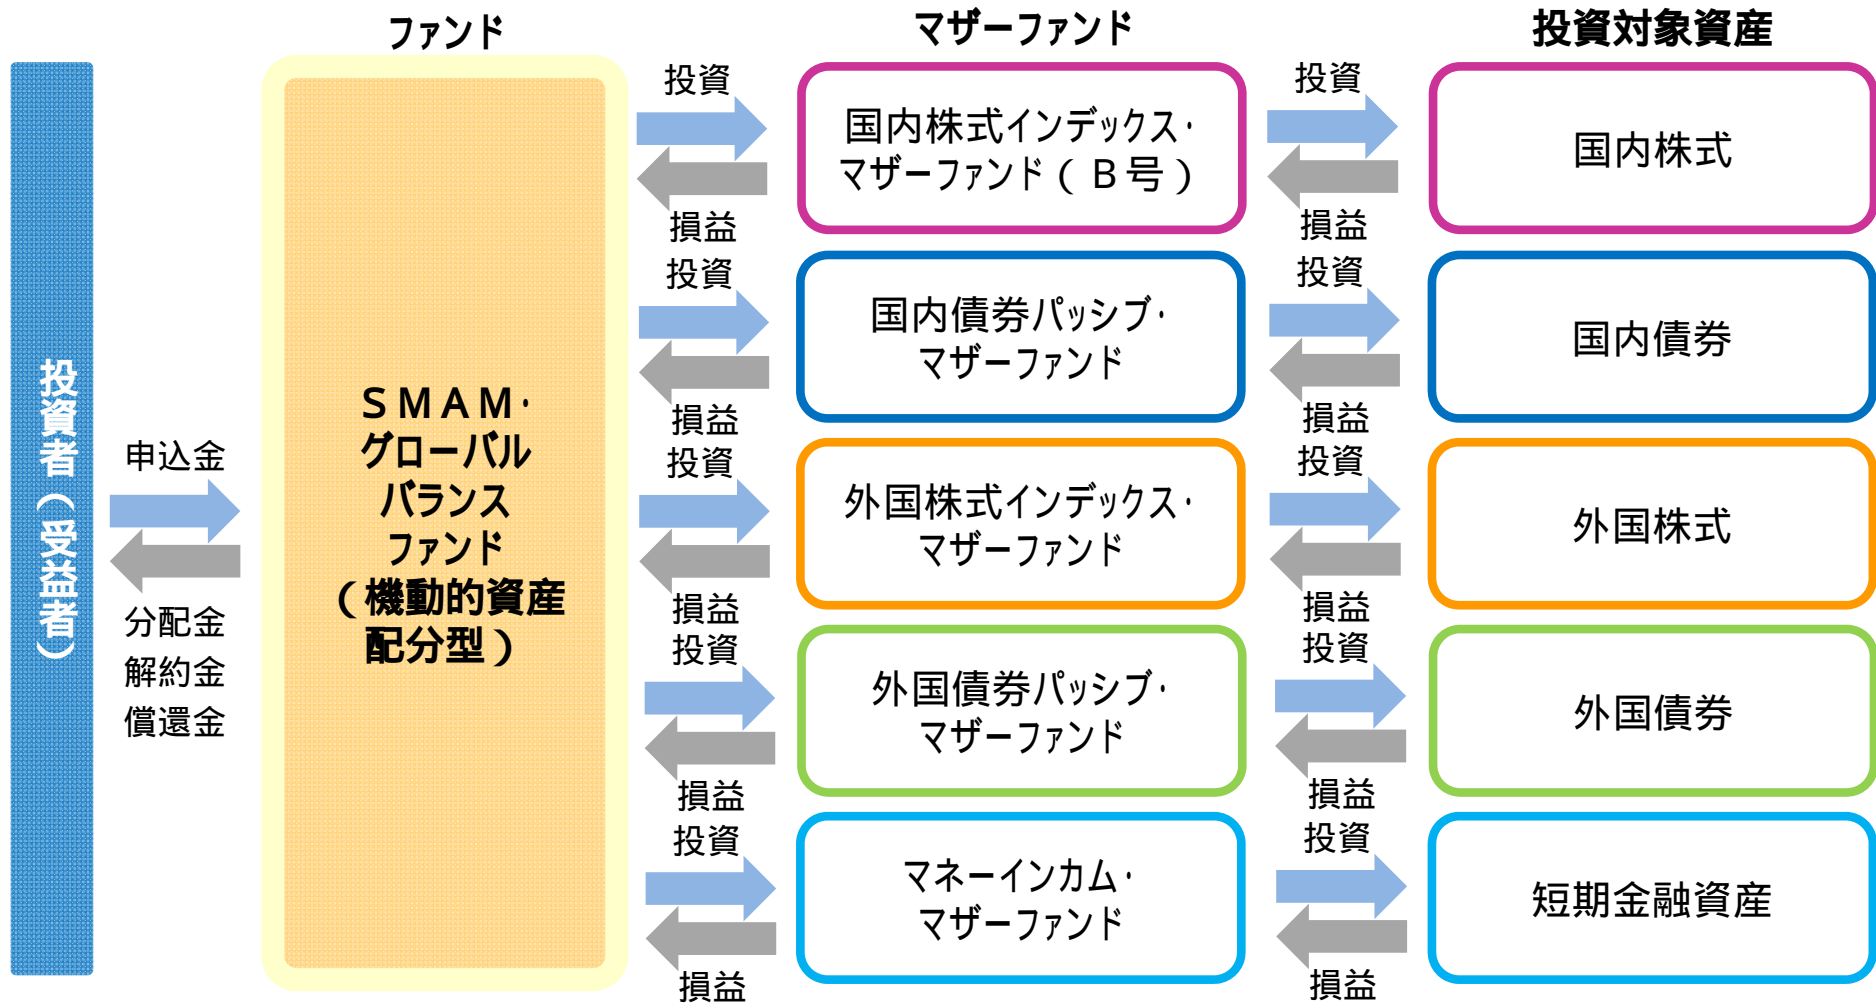 ファンド
マザーファンド
投資対象資産
投資者（受益者）
申込金
分配金
解約金
償還金
ＳＭＡＭ・
グローバル
バランス
ファンド
（機動的資産
配分型）
投資
損益
国内株式インデックス・
マザーファンド（Ｂ号）
投資
損益
国内株式
投資
損益
国内債券パッシブ・
マザーファンド
投資
損益
国内債券
投資
損益
外国株式インデックス・
マザーファンド
投資
損益
外国株式
投資
損益
外国債券パッシブ・
マザーファンド
投資
損益
外国債券
投資
損益
マネーインカム・
マザーファンド
投資
損益
短期金融資産